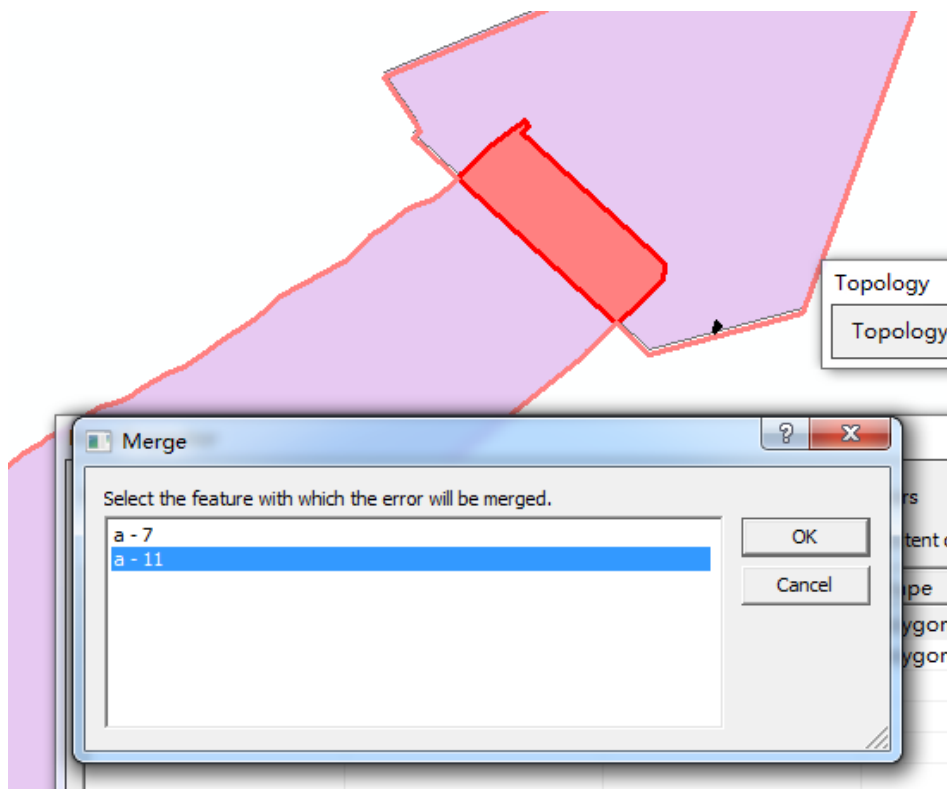 Topology
Topology
Merge
Select the feature with which the error will be merged.
a - 7
a - 11
OK
Cancel
rs
tent
ape
ygon
ygon